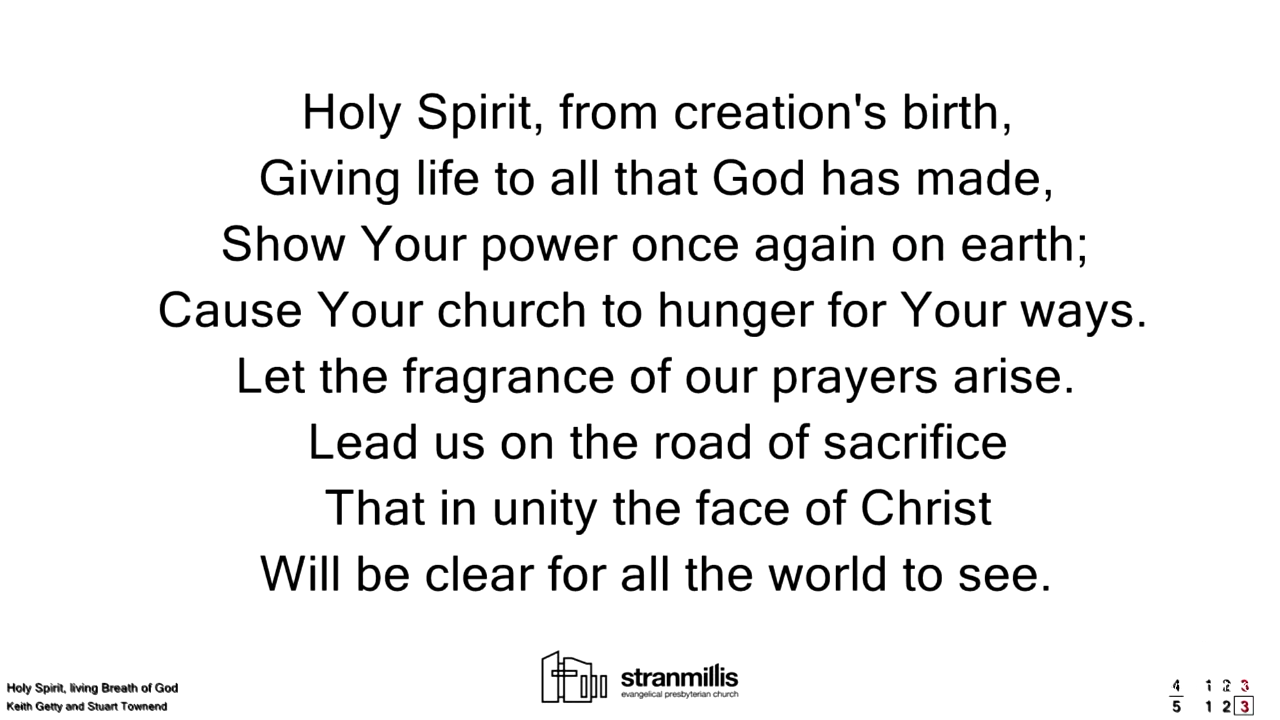 Holy Spirit, from creation's birth,
Giving life to all that God has made,
Show Your power once again on earth;
Cause Your church to hunger for Your ways.
Let the fragrance of our prayers arise.
Lead us on the road of sacrifice
That in unity the face of Christ
Will be clear for all the world to see.
stranmillis
evangelical presbyterian church
Holy Spirit, living Breath of God
Keith Getty and Stuart Townend
4 1 2 3
5 1 2 3